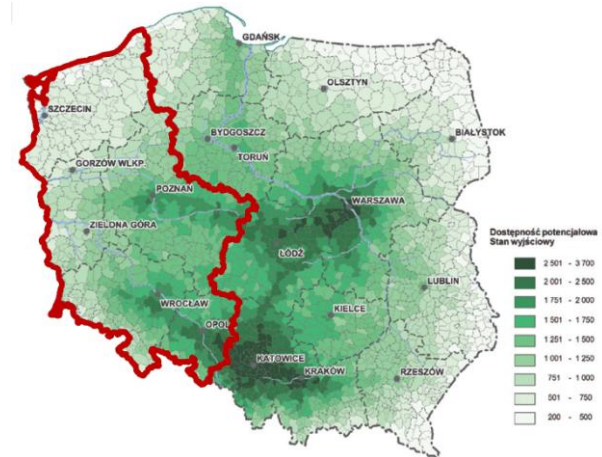 GDAŃSK
OLSZTYN
SZCZECIN
BYDGOSZCZ
BIAŁYSTOK
TORUŃ
GORZÓW WLKP.
POZNAŃ
WARSZAWA
ZIELONA GÓRA
ŁÓDŹ
Dostępność potencjałowa
Stan wyjściowy
2 501 - 3 700
2 001 - 2 500
1 751 - 2 000
1 501 - 1 750
1 251 - 1 500
1 001 - 1 250
751 - 1 000
501 - 750
200 - 500
LUBLIN
WROCŁAW
KIELCE
OPOL
KATOWICE
KRAKÓW
RZESZÓW